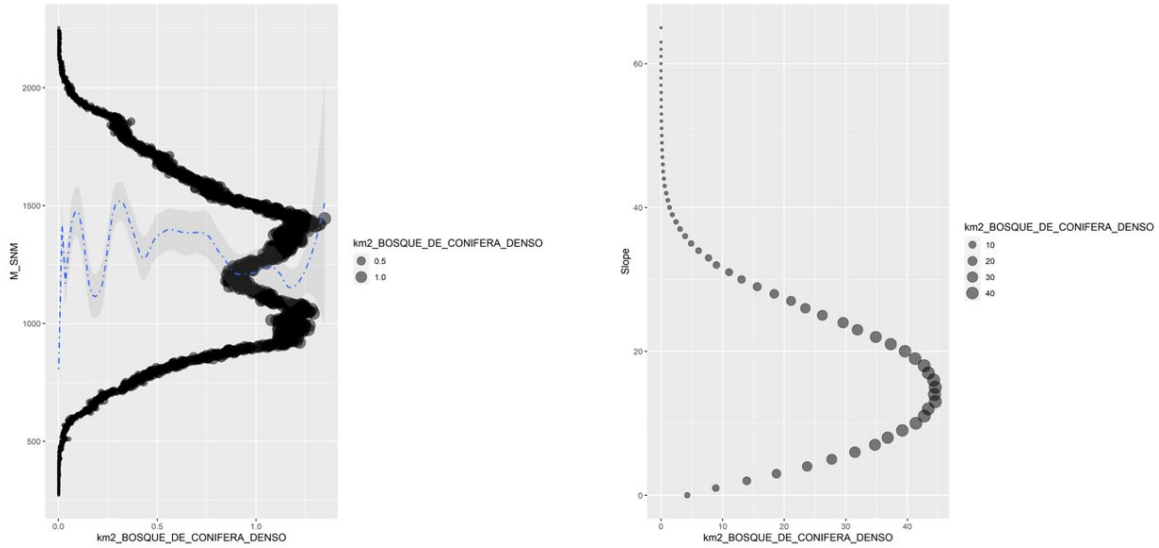 2000
1500
1000
500
M_SNM
0.0 0.5 1.0
km2_BOSQUE_DE_CONIFERA_DENSO
km2_BOSQUE_DE_CONIFERA_DENSO
0.5
1.0
60
40
20
0
Slope
0 10 20 30 40
km2_BOSQUE_DE_CONIFERA_DENSO
km2_BOSQUE_DE_CONIFERA_DENSO
10
20
30
40